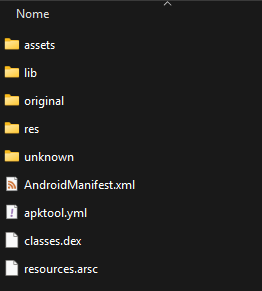 Nome
assets
lib
original
res
unknown
AndroidManifest.xml
apktool.yml
classes.dex
resources.arsc